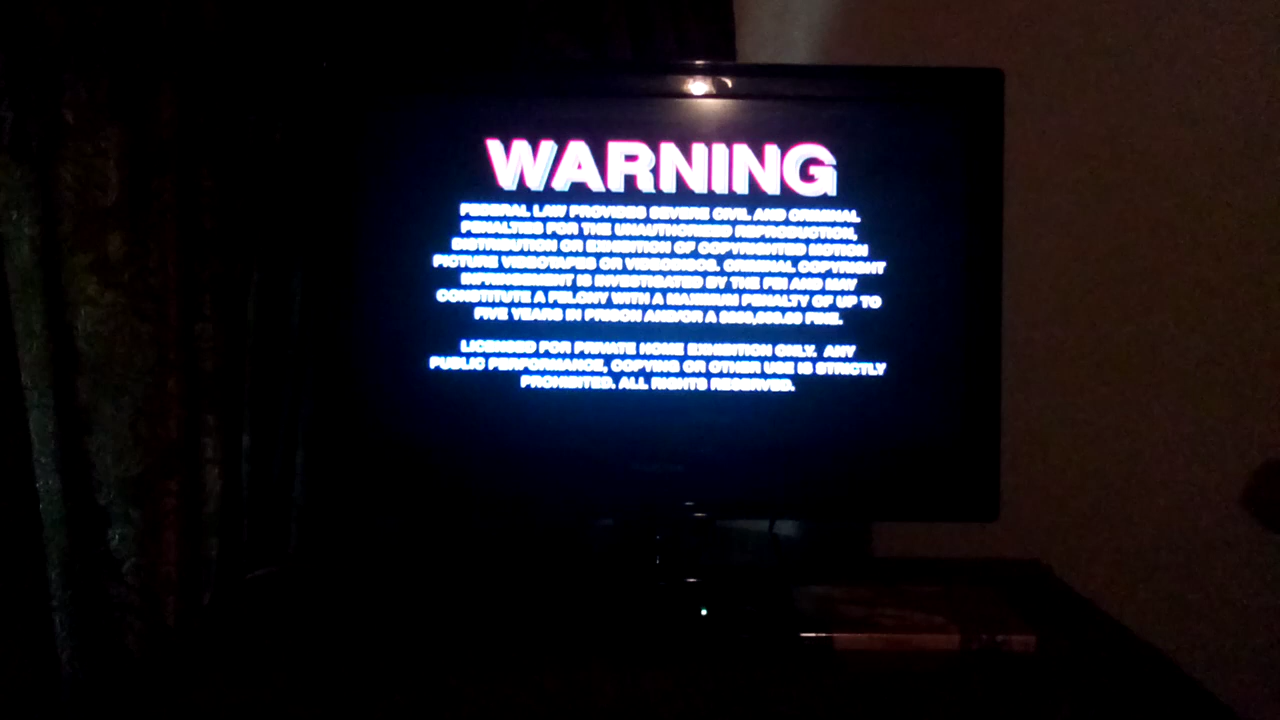 WARNING
FEDERAL LAW PROVIDES SEVERE CIVIL AND CRIMINAL
PENALTIES FOR THE UNAUTHORIZED REPRODUCTION,
DISTRIBUTION OR EXHIBITION OF COPYRIGHTED MOTION
PICTURE VIDEOTAPES OR VIDEODISCS. CRIMINAL COPYRIGHT
INFRINGEMENT IS INVESTIGATED BY THE FBI AND MAY
CONSTITUTE A FELONY WITH A MAXIMUM PENALTY OF UP TO
FIVE YEARS IN PRISON AND/OR A $250,000.00 FINE.
LICENSED FOR PRIVATE HOME EXHIBITION ONLY. ANY
PUBLIC PERFORMANCE, COPYING OR OTHER USE IS STRICTLY
PROHIBITED. ALL RIGHTS RESERVED.